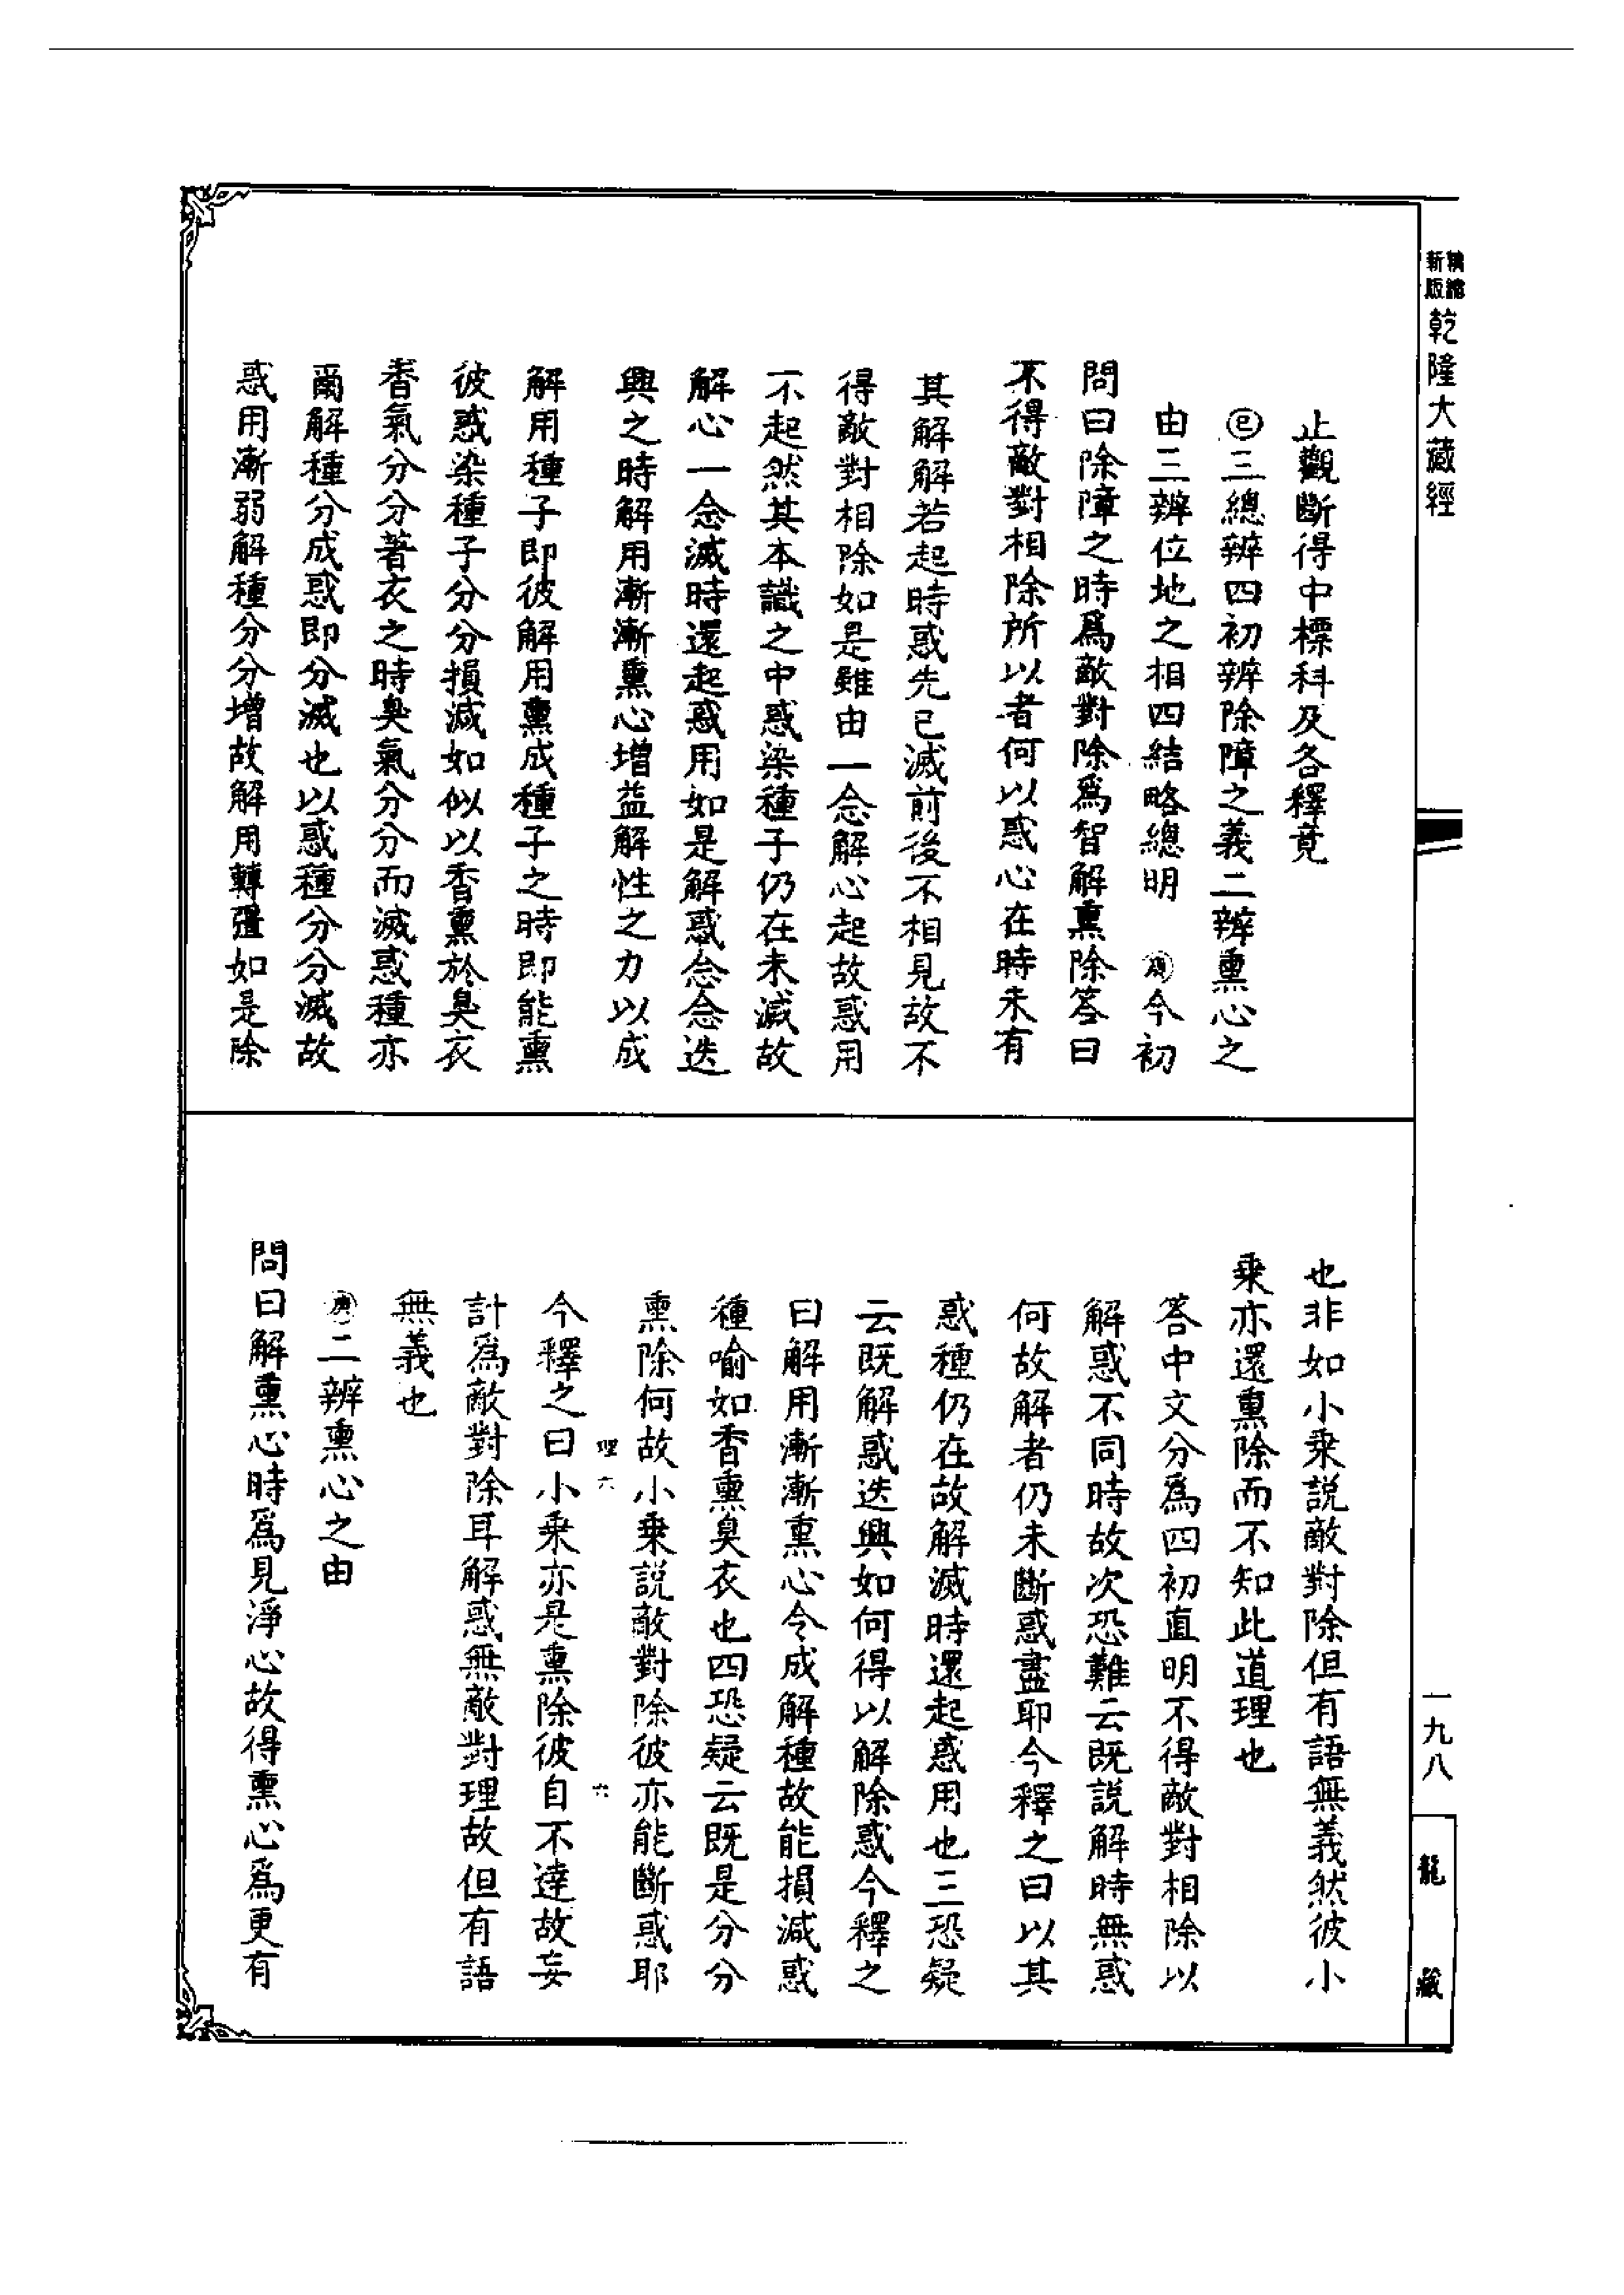 精縮新版乾隆大藏經
止觀斷得中標科及各釋竟
㊁三總辨四初辨除障之義二辨熏心之
由三辨位地之相四結略總明　庚今初
問曰除障之時爲敵對除爲智解熏除答曰
不得敵對相除所以者何以惑心在時未有
其解解若起時惑先已滅前後不相見故不
得敵對相除如是雖由一念解心起故惑用
不起然其本識之中惑染種子仍在未滅故
解心一念滅時還起惑用如是解惑念念迭
興之時解用漸漸熏心增益解性之力以成
解用種子即彼解用熏成種子之時即能熏
彼惑染種子分分損減如似以香熏於臭衣
香氣分分著衣之時臭氣分分而滅惑種亦
爾解種分成惑即分滅也以惑種分分滅故
惑用漸弱解種分分增故解用轉彊如是除
也非如小乘説敵對除但有語無義然彼小
乘亦還熏除而不知此道理也
答中文分爲四初直明不得敵對相除以
解惑不同時故次恐難云既説解時無惑
何故解者仍未斷惑盡耶今釋之曰以其
惑種仍在故解滅時還起惑用也三恐疑
云既解惑迭興如何得以解除惑今釋之
曰解用漸漸熏心令成解種故能損減惑
種喻如香熏臭衣也四恐疑云既是分分
熏除何故小乘説敵對除彼亦能斷惑耶
理六　六
今釋之曰小乘亦是熏除彼自不達故妄
計爲敵對除耳解惑無敵對理故但有語
無義也
庚二辨熏心之由
問曰解熏心時爲見淨心故得熏心爲更有
一九八
龍藏